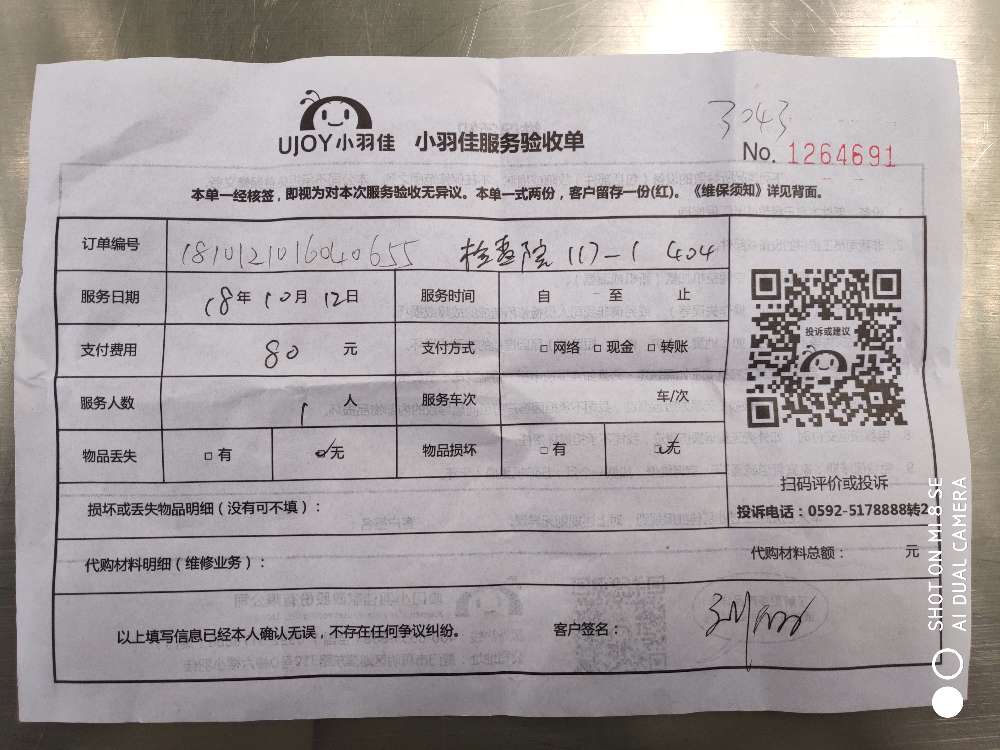 3043
UJOY小羽佳 小羽佳服务验收单
No. 1264691
本单一经核签，即视为对本次服务验收无异议。本单一式两份，客户留存一份(红)。《维保须知》详见背面。
订单编号 1810121016040655 检查院 117-1 404
服务日期 18年10月12日 服务时间 自 至 止
支付费用 80 元 支付方式 □网络 □现金 □转账
服务人数 1 人 服务车次 车/次
物品丢失 □有 ☑无 物品损坏 □有 ☑无
投诉或建议
扫码评价或投诉
投诉电话：0592-5178888转2
损坏或丢失物品明细（没有可不填）：
代购材料明细（维修业务）： 代购材料总额： 元
以上填写信息已经本人确认无误，不存在任何争议纠纷。 客户签名：
SHOT ON MI 8 SE
AI DUAL CAMERA